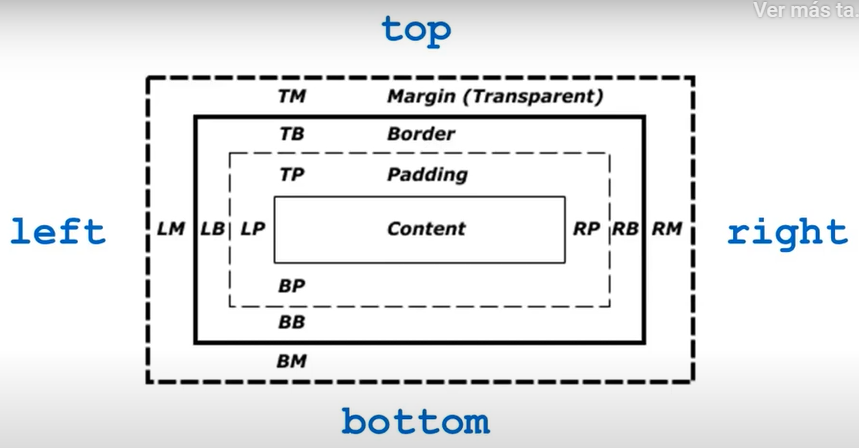 Ver más ta
top
TM Margin (Transparent)
TB Border
TP Padding
left LM LB LP Content RP RB RM right
BP
BB
BM
bottom